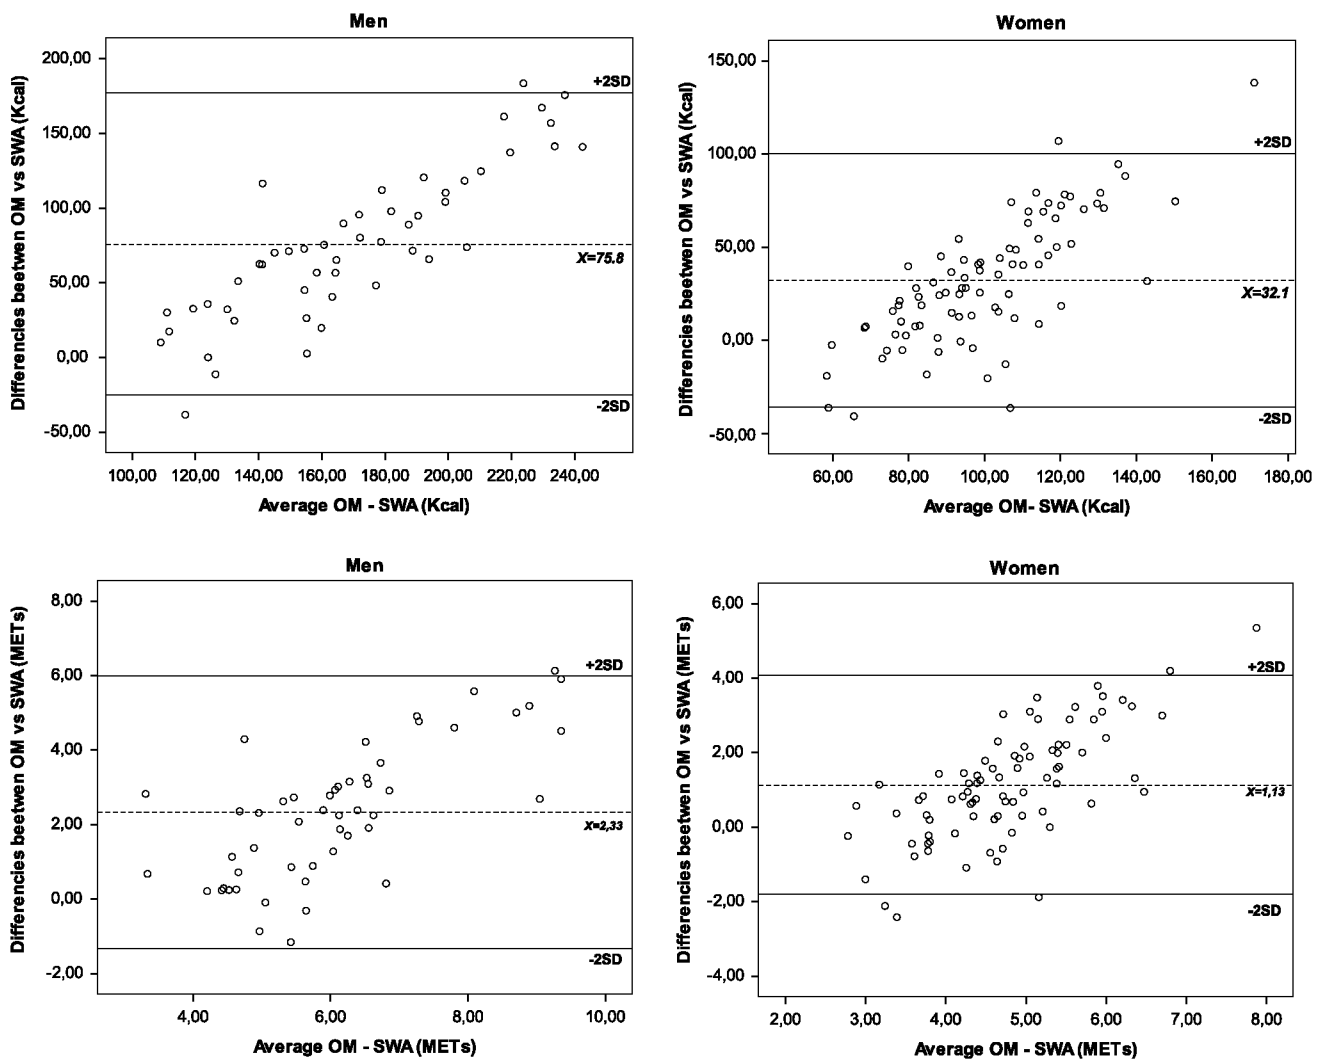 Men
Differencies beetwen OM vs SWA (Kcal)
200,00
150,00
100,00
50,00
0,00
-50,00
+2SD
X=75.8
-2SD
100,00 120,00 140,00 160,00 180,00 200,00 220,00 240,00
Average OM - SWA (Kcal)
Women
Differencies beetwen OM vs SWA (Kcal)
150,00
100,00
50,00
0,00
-50,00
+2SD
X=32.1
-2SD
60,00 80,00 100,00 120,00 140,00 160,00 180,00
Average OM- SWA (Kcal)
Men
Differencies beetwen OM vs SWA (METs)
8,00
6,00
4,00
2,00
0,00
-2,00
+2SD
X=2,33
-2SD
4,00 6,00 8,00 10,00
Average OM - SWA (METs)
Women
Differencies beetwen OM vs SWA (METs)
6,00
4,00
2,00
0,00
-2,00
-4,00
+2SD
X=1,13
-2SD
2,00 3,00 4,00 5,00 6,00 7,00 8,00
Average OM - SWA (METs)